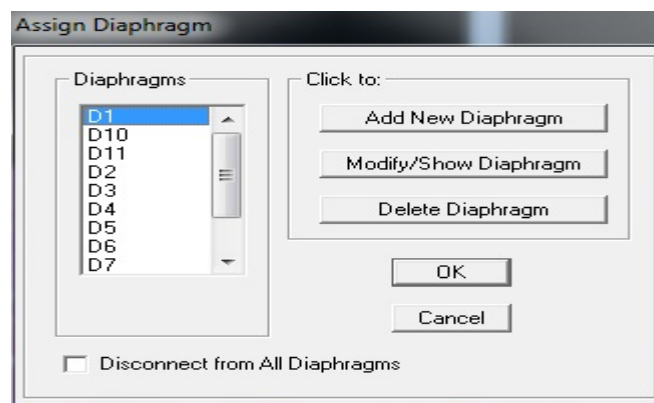 Assign Diaphragm
Diaphragms
D1
D10
D11
D2
D3
D4
D5
D6
D7
Click to:
Add New Diaphragm
Modify/Show Diaphragm
Delete Diaphragm
OK
Cancel
Disconnect from All Diaphragms